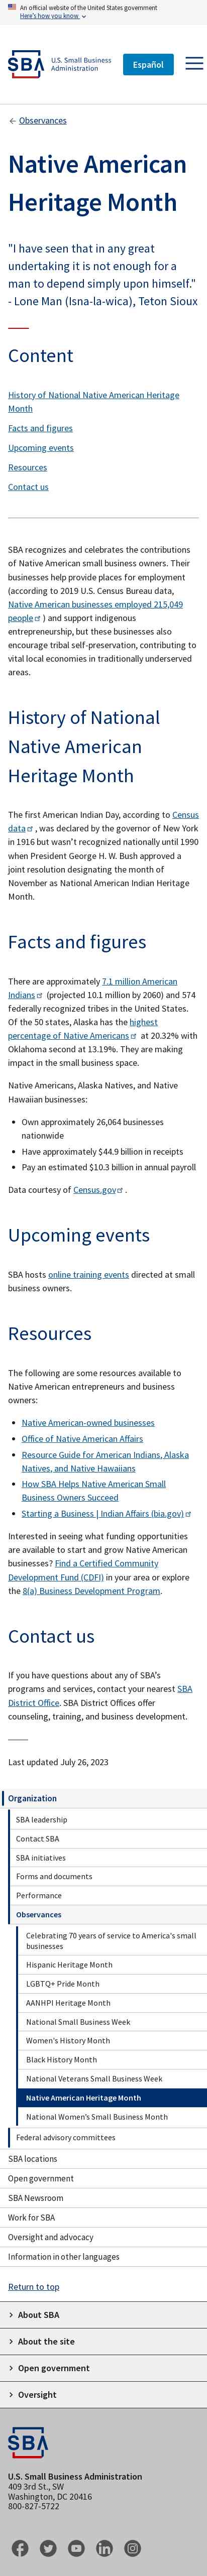 An official website of the United States government
Here's how you know
SBA
U.S. Small Business
Administration
Español
Observances
Native American
Heritage Month
"I have seen that in any great
undertaking it is not enough for a
man to depend simply upon himself."
- Lone Man (Isna-la-wica), Teton Sioux
Content
History of National Native American Heritage
Month
Facts and figures
Upcoming events
Resources
Contact us
SBA recognizes and celebrates the contributions
of Native American small business owners. Their
businesses help provide places for employment
(according to 2019 U.S. Census Bureau data,
Native American businesses employed 215,049
people ) and support indigenous
entrepreneurship, but these businesses also
encourage tribal self-preservation, contributing to
vital local economies in traditionally underserved
areas.
History of National
Native American
Heritage Month
The first American Indian Day, according to Census
data , was declared by the governor of New York
in 1916 but wasn't recognized nationally until 1990
when President George H. W. Bush approved a
joint resolution designating the month of
November as National American Indian Heritage
Month.
Facts and figures
There are approximately 7.1 million American
Indians (projected 10.1 million by 2060) and 574
federally recognized tribes in the United States.
Of the 50 states, Alaska has the highest
percentage of Native Americans at 20.32% with
Oklahoma second at 13.19%. They are making an
impact in the small business space.
Native Americans, Alaska Natives, and Native
Hawaiian businesses:
Own approximately 26,064 businesses
nationwide
Have approximately $44.9 billion in receipts
Pay an estimated $10.3 billion in annual payroll
Data courtesy of Census.gov .
Upcoming events
SBA hosts online training events directed at small
business owners.
Resources
The following are some resources available to
Native American entrepreneurs and business
owners:
Native American-owned businesses
Office of Native American Affairs
Resource Guide for American Indians, Alaska
Natives, and Native Hawaiians
How SBA Helps Native American Small
Business Owners Succeed
Starting a Business | Indian Affairs (bia.gov)
Interested in seeing what funding opportunities
are available to start and grow Native American
businesses? Find a Certified Community
Development Fund (CDFI) in your area or explore
the 8(a) Business Development Program.
Contact us
If you have questions about any of SBA's
programs and services, contact your nearest SBA
District Office. SBA District Offices offer
counseling, training, and business development.
Last updated July 26, 2023
Organization
SBA leadership
Contact SBA
SBA initiatives
Forms and documents
Performance
Observances
Celebrating 70 years of service to America's small
businesses
Hispanic Heritage Month
LGBTQ+ Pride Month
AANHPI Heritage Month
National Small Business Week
Women's History Month
Black History Month
National Veterans Small Business Week
Native American Heritage Month
National Women's Small Business Month
Federal advisory committees
SBA locations
Open government
SBA Newsroom
Work for SBA
Oversight and advocacy
Information in other languages
Return to top
About SBA
About the site
Open government
Oversight
SBA
U.S. Small Business Administration
409 3rd St., SW
Washington, DC 20416
800-827-5722